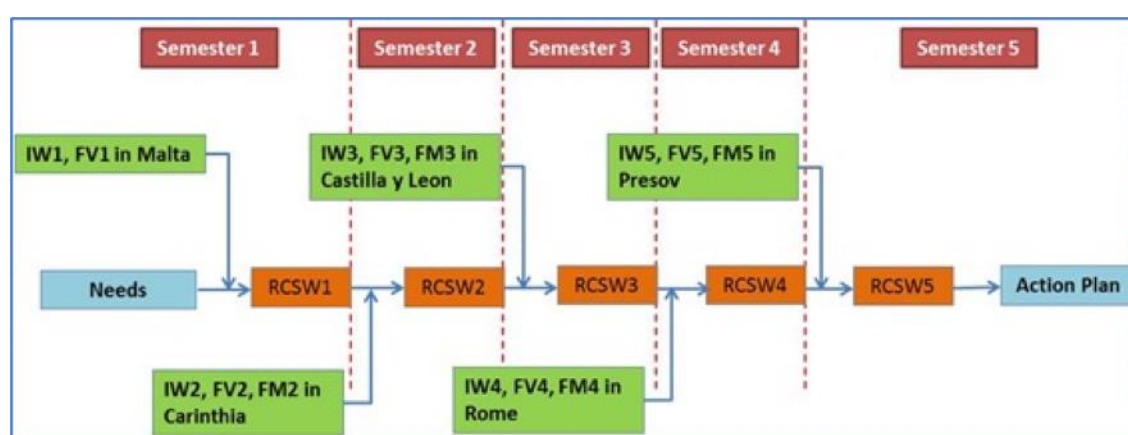 Semester 1
Semester 2
Semester 3
Semester 4
Semester 5
IW1, FV1 in Malta
IW3, FV3, FM3 in
Castilla y Leon
IW5, FV5, FM5 in
Presov
Needs
RCSW1
RCSW2
RCSW3
RCSW4
RCSW5
Action Plan
IW2, FV2, FM2 in
Carinthia
IW4, FV4, FM4 in
Rome